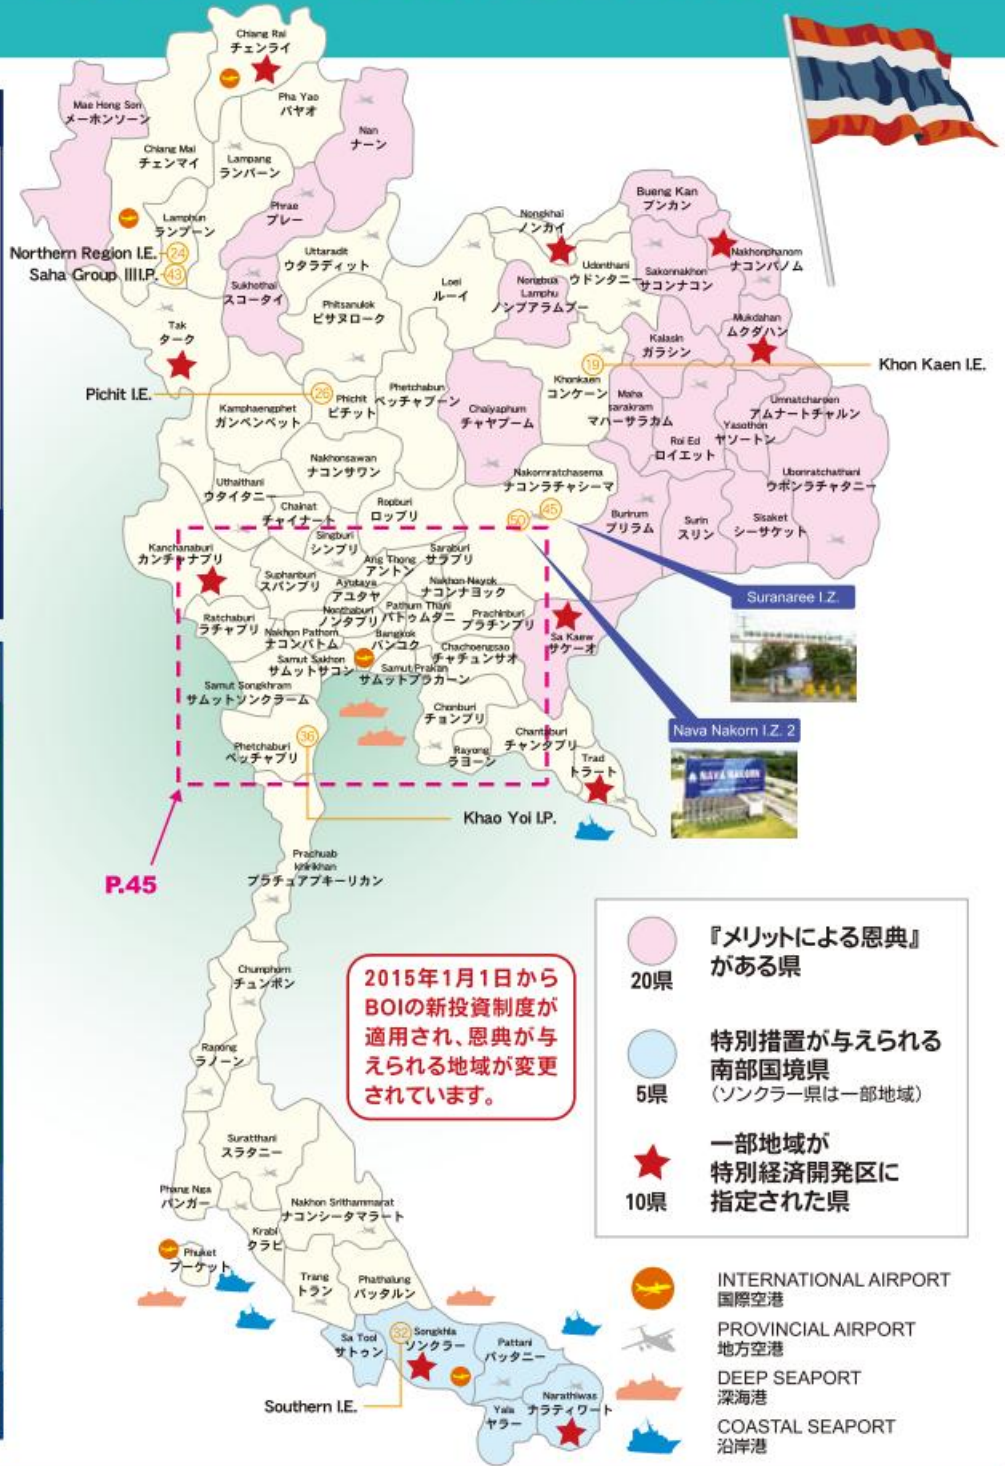 Chiang Rai
チェンライ
Mae Hong Son
メーホンソーン
Pha Yao
パヤオ
Nan
ナーン
Chiang Mai
チェンマイ
Lampang
ランパーン
Phrae
プレー
Lamphun
ランプーン
Northern Region I.E.
24
Saha Group III I.P.
43
Uttaradit
ウタラディット
Sukhothai
スコータイ
Phitsanulok
ピサヌローク
Tak
ターク
Loei
ルーイ
Nongkhai
ノンカイ
Bueng Kan
ブンカン
Udonthani
ウドンタニー
Nongbua
Lamphu
ノンブアラムプー
Sakonnakhon
サコンナコン
Nakhonphanom
ナコンパノム
Mukdahan
ムクダハン
Kalasin
ガラシン
19
Khon Kaen I.E.
Khonkaen
コンケーン
Pichit I.E.
26
Phichit
ピチット
Phetchabun
ペッチャブーン
Kamphaengphet
ガンペンペット
Chaiyaphum
チャヤプーム
Maha
sarakram
マハーサラカム
Roi Ed
ロイエット
Yasothon
ヤソートン
Umnatcharoen
アムナートチャルン
Ubonratchathani
ウボンラチャタニー
Nakhonsawan
ナコンサワン
Uthaithani
ウタイタニー
Chainat
チャイナート
Ropburi
ロッブリ
Nakornratchasema
ナコンラチャシーマ
50
45
Burirum
ブリラム
Surin
スリン
Sisaket
シーサケット
Kanchanaburi
カンチャナブリ
Singburi
シンブリ
Ang Thong
アントン
Saraburi
サラブリ
Suphanburi
スパンブリ
Ayutaya
アユタヤ
Nakhon Nayok
ナコンナヨック
Ratchaburi
ラチャブリ
Nonthaburi
ノンタブリ
Pathum Thani
パトゥムタニ
Prachinburi
プラチンブリ
Nakhon Pathom
ナコンパトム
Bangkok
バンコク
Chachoengsao
チャチュンサオ
Sa Kaew
サケーオ
Samut Sakhon
サムットサコン
Samut Prakan
サムットプラカーン
Samut Songkhram
サムットソンクラーム
Chonburi
チョンブリ
Phetchaburi
ペッチャブリ
36
Rayong
ラヨーン
Chantaburi
チャンタブリ
Trad
トラート
Suranaree I.Z.
Nava Nakorn I.Z. 2
NAVA NAKORN
Khao Yoi I.P.
P.45
Prachuab
khirikhan
プラチュアプキーリカン
Chumphorn
チュンポン
Ranong
ラノーン
Suratthani
スラタニー
Phang Nga
パンガー
Nakhon Srithammarat
ナコンシータマラート
Krabi
クラビ
Phuket
プーケット
Trang
トラン
Phathalung
パッタルン
Sa Tool
サトゥン
32
Songkhla
ソンクラー
Pattani
パッタニー
Southern I.E.
Yala
ヤラー
Narathiwas
ナラティワート
2015年1月1日から
BOIの新投資制度が
適用され、恩典が与
えられる地域が変更
されています。
20県
『メリットによる恩典』
がある県
5県
特別措置が与えられる
南部国境県
（ソンクラー県は一部地域）
10県
一部地域が
特別経済開発区に
指定された県
INTERNATIONAL AIRPORT
国際空港
PROVINCIAL AIRPORT
地方空港
DEEP SEAPORT
深海港
COASTAL SEAPORT
沿岸港